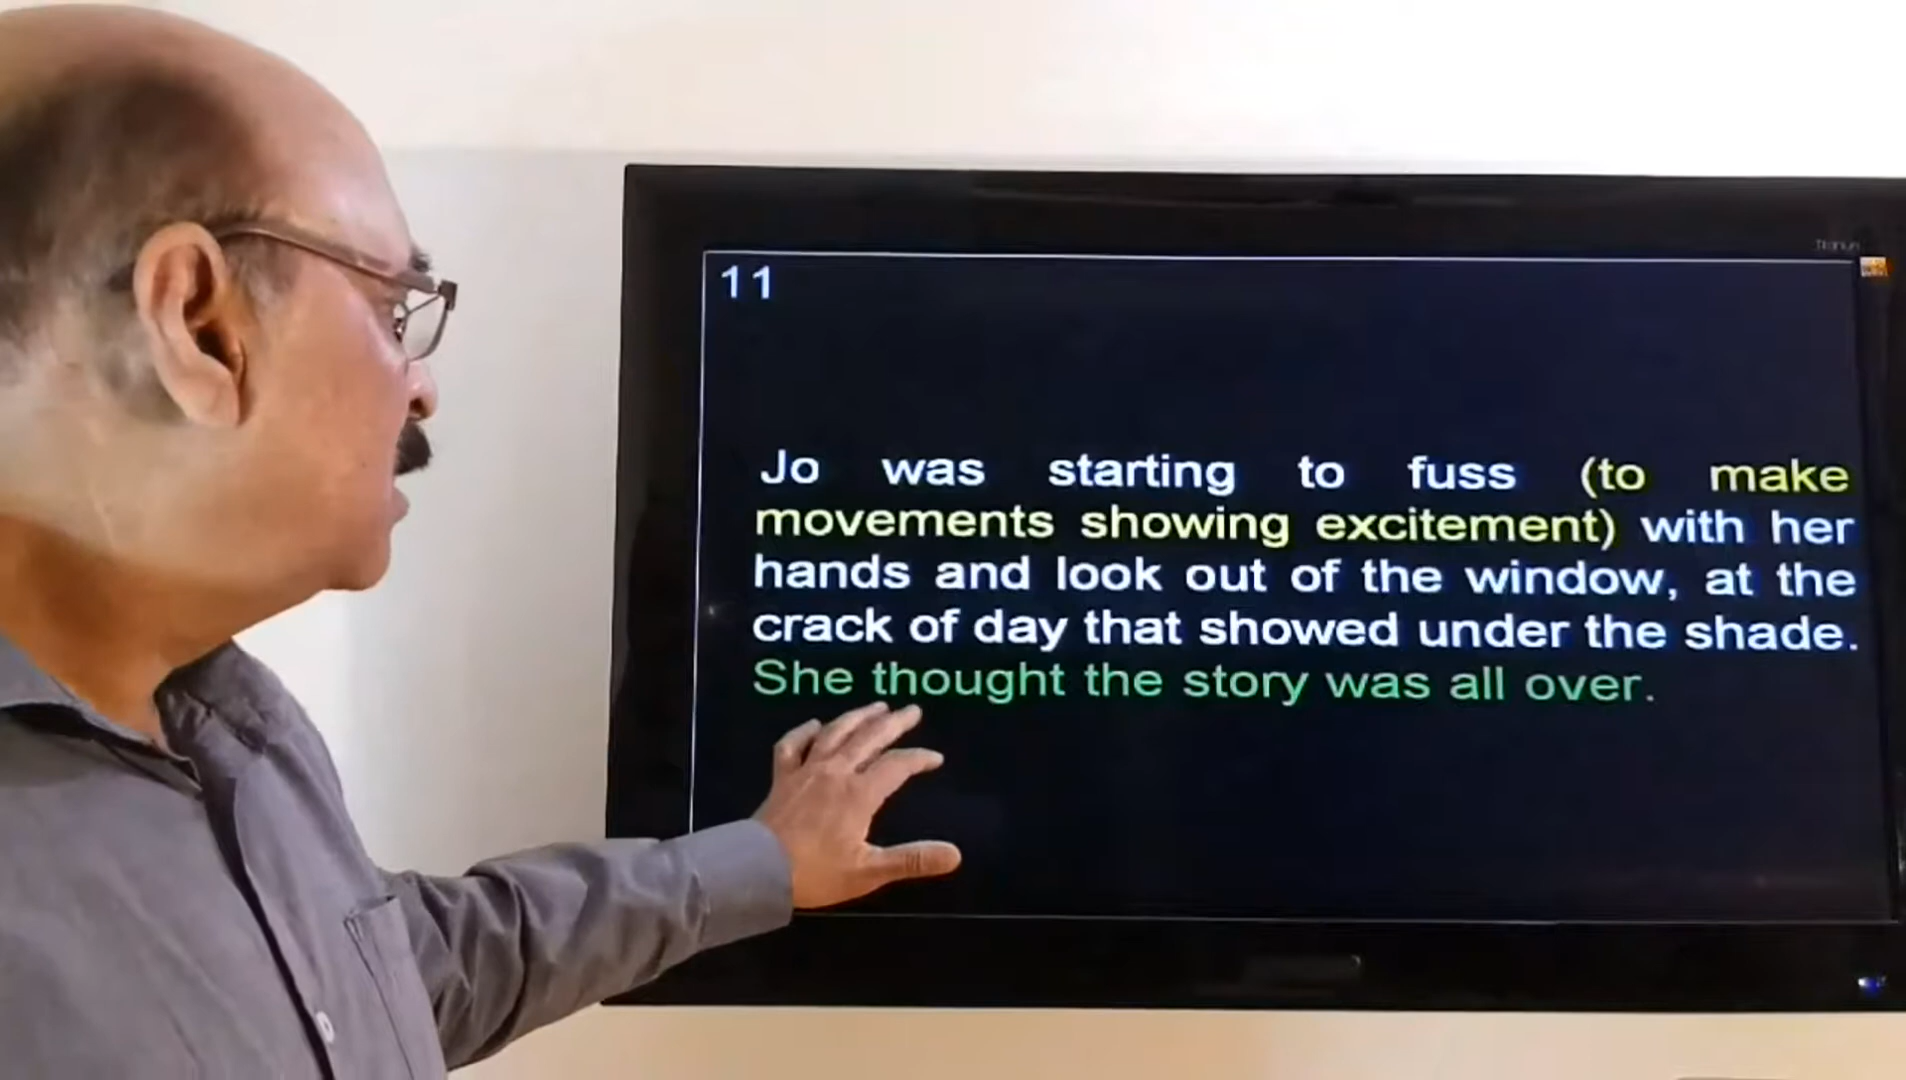 11
Jo was starting to fuss (to make
movements showing excitement) with her
hands and look out of the window, at the
crack of day that showed under the shade.
She thought the story was all over.